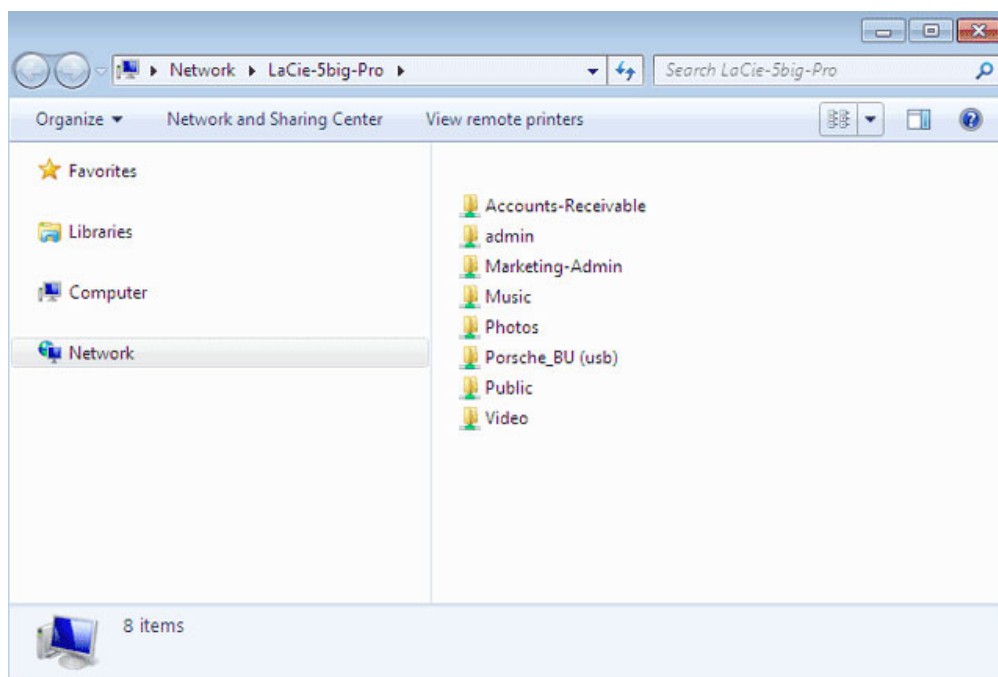 Network LaCie-5big-Pro Search LaCie-5big-Pro
Organize Network and Sharing Center View remote printers
Favorites
Libraries
Computer
Network
Accounts-Receivable
admin
Marketing-Admin
Music
Photos
Porsche_BU (usb)
Public
Video
8 items